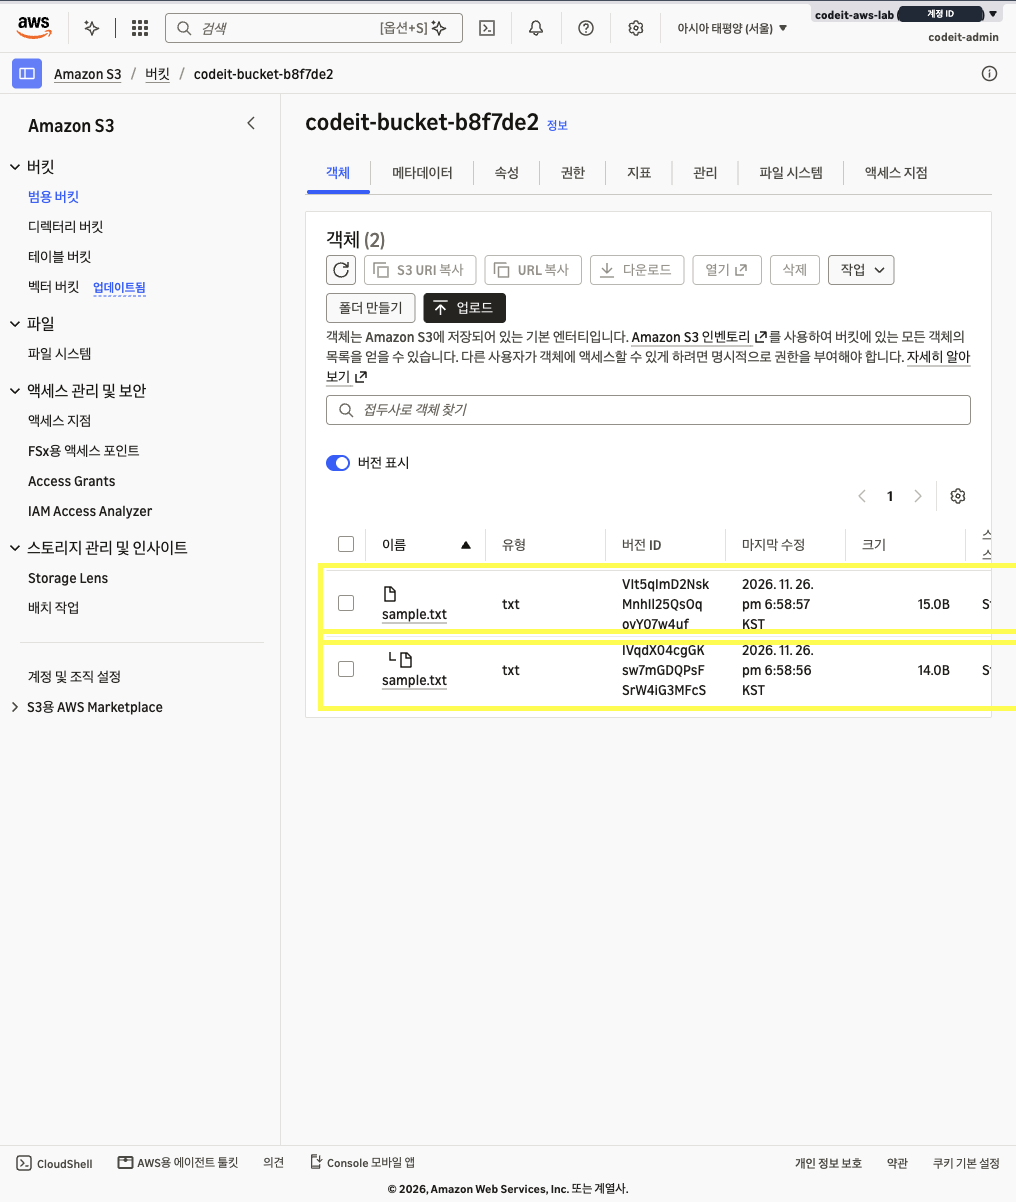 aws
검색 [옵션+S]
아시아 태평양 (서울)
codeit-aws-lab 계정 ID
codeit-admin
Amazon S3 / 버킷 / codeit-bucket-b8f7de2
Amazon S3
버킷
범용 버킷
디렉터리 버킷
테이블 버킷
벡터 버킷 업데이트됨
파일
파일 시스템
액세스 관리 및 보안
액세스 지점
FSx용 액세스 포인트
Access Grants
IAM Access Analyzer
스토리지 관리 및 인사이트
Storage Lens
배치 작업
계정 및 조직 설정
S3용 AWS Marketplace
codeit-bucket-b8f7de2 정보
객체 메타데이터 속성 권한 지표 관리 파일 시스템 액세스 지점
객체 (2)
S3 URI 복사 URL 복사 다운로드 열기 삭제 작업
폴더 만들기 업로드
객체는 Amazon S3에 저장되어 있는 기본 엔터티입니다. Amazon S3 인벤토리 를 사용하여 버킷에 있는 모든 객체의
목록을 얻을 수 있습니다. 다른 사용자가 객체에 액세스할 수 있게 하려면 명시적으로 권한을 부여해야 합니다. 자세히 알아
보기
접두사로 객체 찾기
버전 표시
1
이름 유형 버전 ID 마지막 수정 크기
sample.txt txt 2026. 11. 26. pm 6:58:57 KST 15.0B
sample.txt txt 2026. 11. 26. pm 6:58:56 KST 14.0B
CloudShell AWS용 에이전트 툴킷 의견 Console 모바일 앱 개인 정보 보호 약관 쿠키 기본 설정
© 2026, Amazon Web Services, Inc. 또는 계열사.